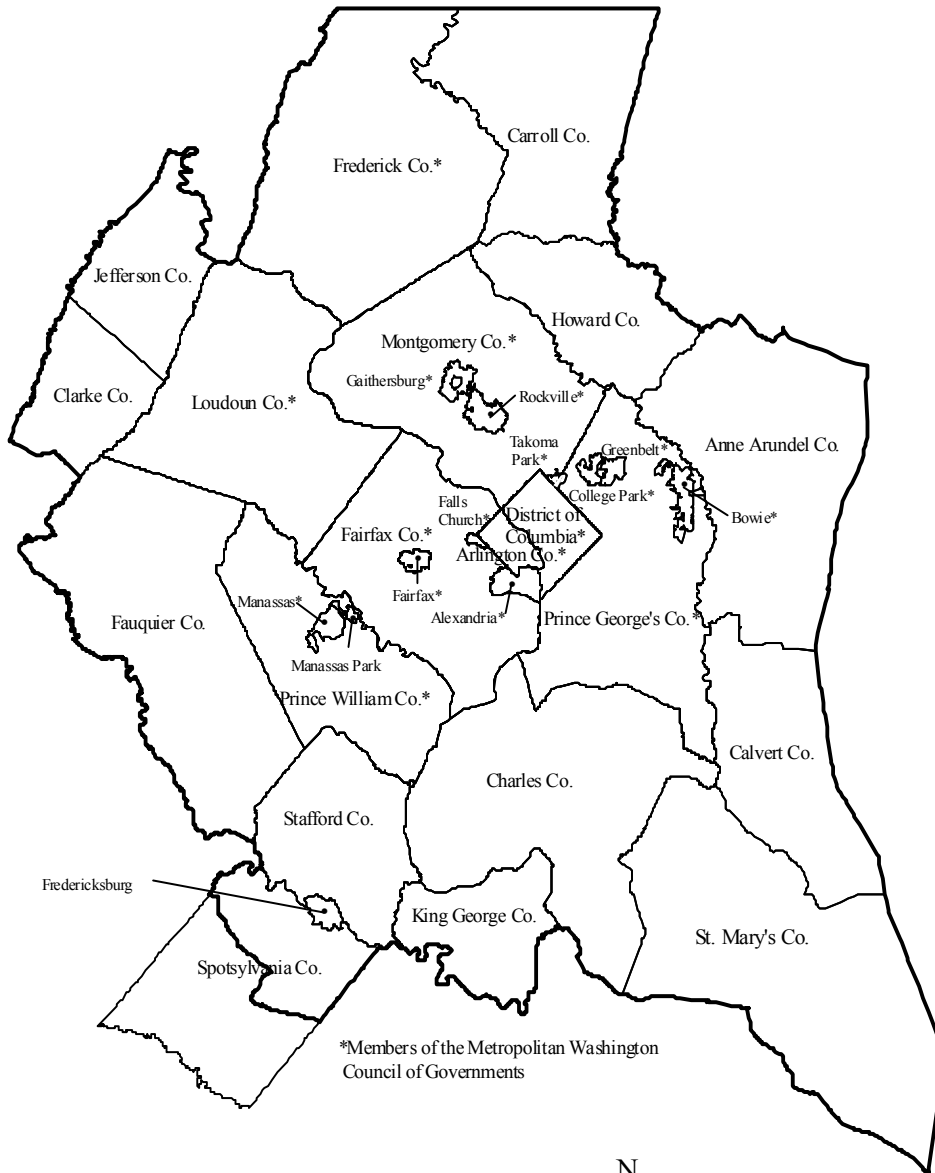 Carroll Co.
Frederick Co.*
Jefferson Co.
Howard Co.
Montgomery Co.*
Gaithersburg*
Clarke Co.
Rockville*
Loudoun Co.*
Takoma
Park*
Greenbelt*
Anne Arundel Co.
College Park*
Falls
Church*
District of
Columbia*
Bowie*
Fairfax Co.*
Arlington Co.*
Fairfax*
Manassas*
Alexandria*
Prince George's Co.*
Fauquier Co.
Manassas Park
Prince William Co.*
Calvert Co.
Charles Co.
Stafford Co.
Fredericksburg
King George Co.
St. Mary's Co.
Spotsylvania Co.
*Members of the Metropolitan Washington
Council of Governments
N